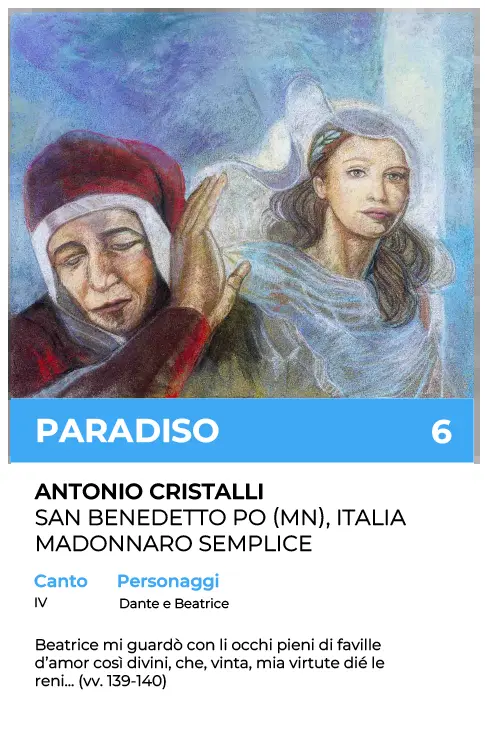 PARADISO 6
ANTONIO CRISTALLI
SAN BENEDETTO PO (MN), ITALIA
MADONNARO SEMPLICE
Canto Personaggi
IV Dante e Beatrice
Beatrice mi guardò con li occhi pieni di faville
d’amor così divini, che, vinta, mia virtute dié le
reni... (vv. 139-140)